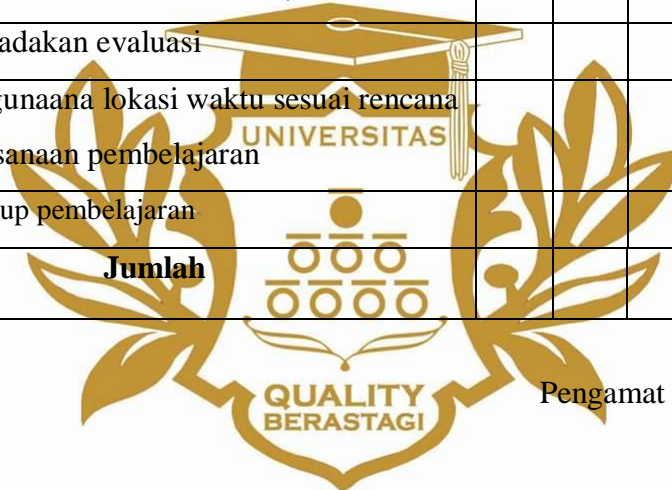 adakan evaluasi
gunaana lokasi waktu sesuai rencana
UNIVERSITAS
sanaan pembelajaran
up pembelajaran
Jumlah
Pengamat
QUALITY
BERASTAGI